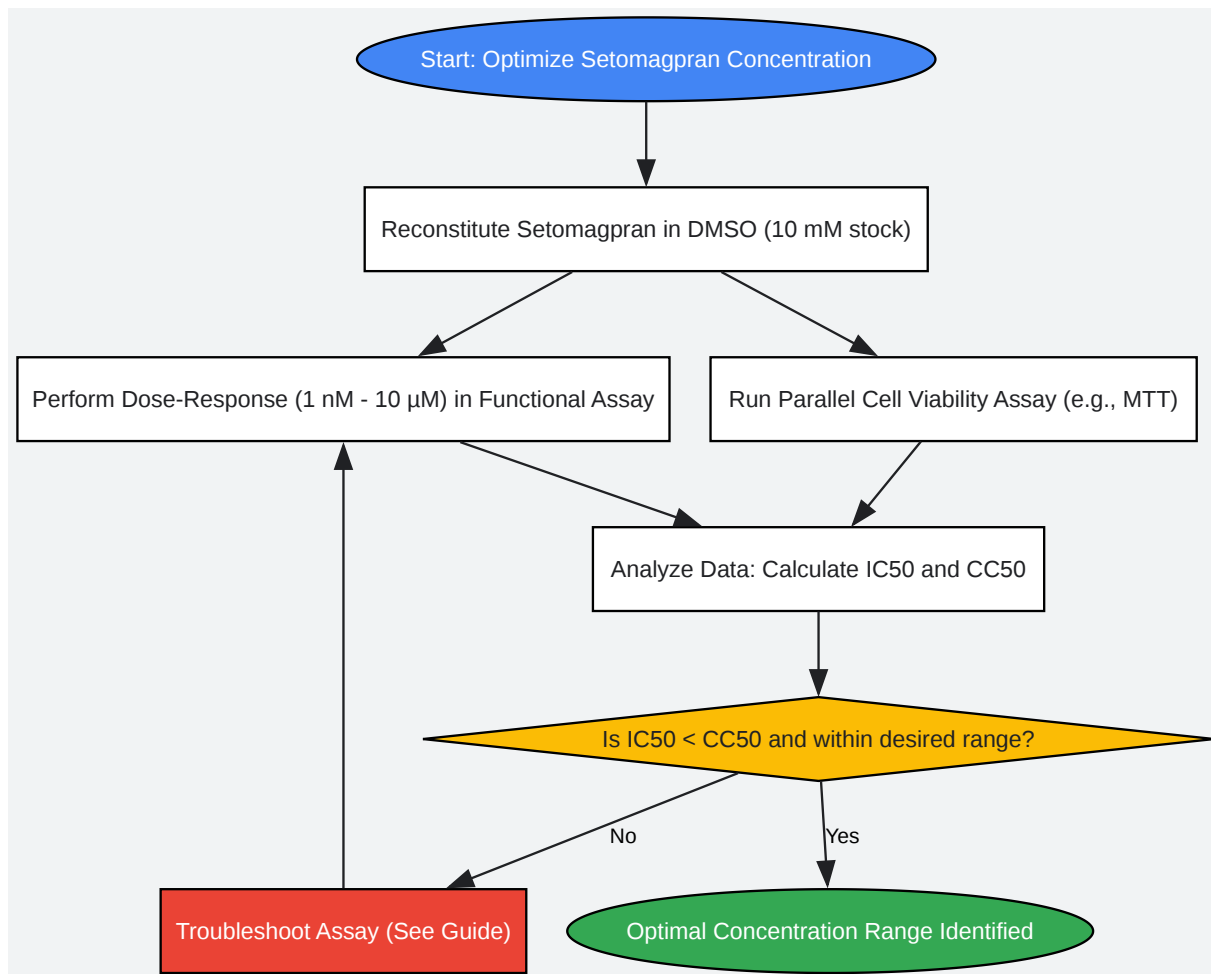 Start: Optimize Setomagpran Concentration
Reconstitute Setomagpran in DMSO (10 mM stock)
Perform Dose-Response (1 nM - 10 µM) in Functional Assay
Run Parallel Cell Viability Assay (e.g., MTT)
Analyze Data: Calculate IC50 and CC50
Is IC50 < CC50 and within desired range?
No
Yes
Troubleshoot Assay (See Guide)
Optimal Concentration Range Identified